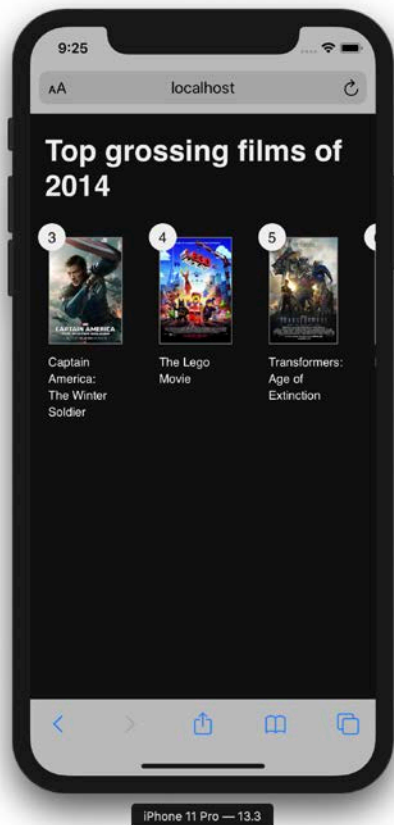 9:25
AA
localhost
Top grossing films of
2014
3
4
5
CAPTAIN AMERICA
Captain
America:
The Winter
Soldier
The Lego
Movie
Transformers:
Age of
Extinction
iPhone 11 Pro — 13.3